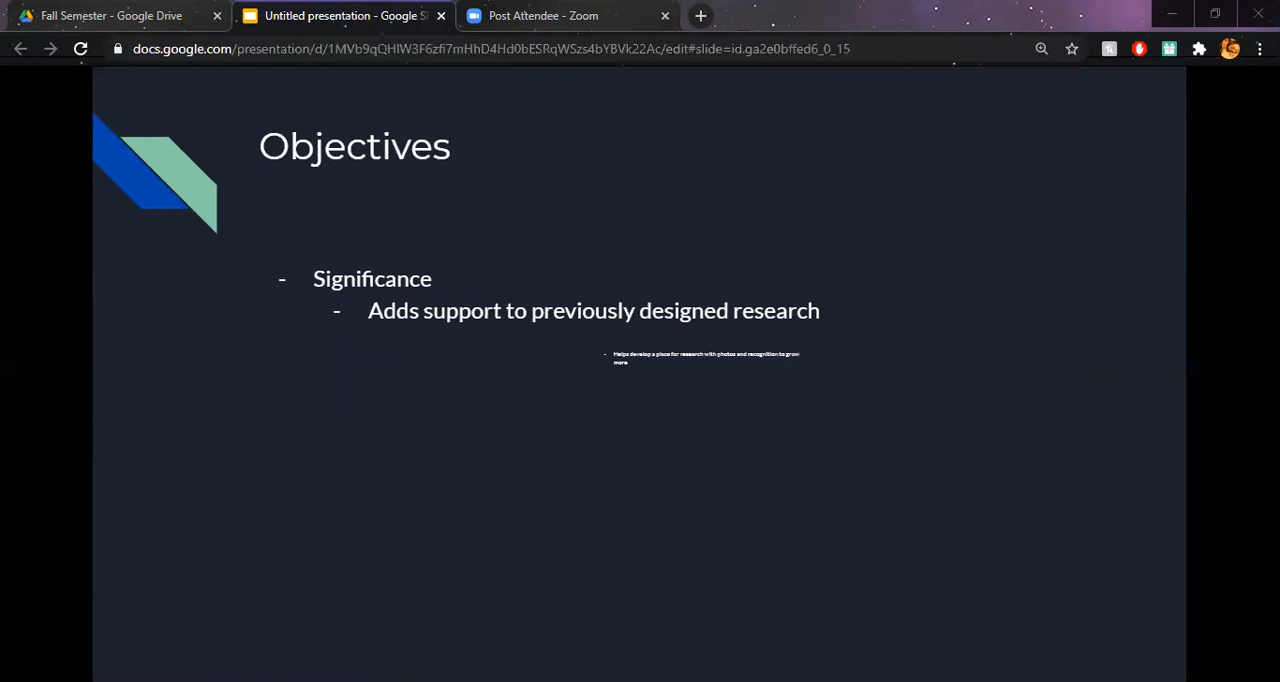 Fall Semester - Google Drive
Untitled presentation - Google S
Post Attendee - Zoom
docs.google.com/presentation/d/1MVb9qQHlW3F6zfi7mHhD4Hd0bESRqWSzs4bYBVk22Ac/edit#slide=id.ga2e0bffed6_0_15
Objectives
- Significance
- Adds support to previously designed research
- Helps develop a place for research with photos and recognition to grow
more